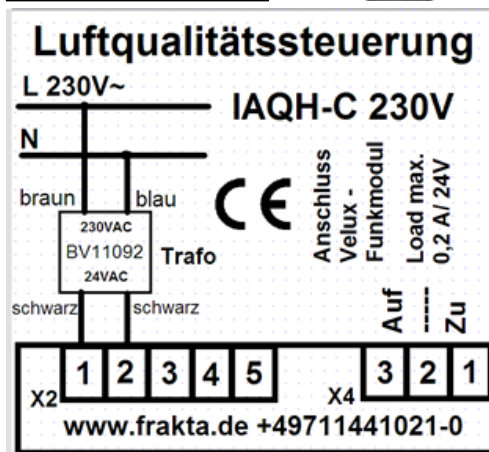 Luftqualitätssteuerung
L 230V~
IAQH-C 230V
N
braun
blau
CE
230VAC
BV11092
24VAC
Trafo
schwarz
schwarz
Anschluss
Velux -
Funkmodul
Load max.
0,2 A/ 24V
Auf
-----
Zu
X2
1 2 3 4 5
X4
3 2 1
www.frakta.de +49711441021-0